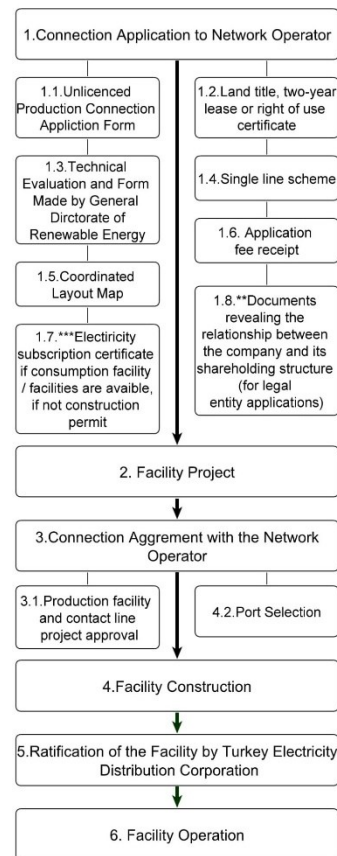 1.Connection Application to Network Operator
1.1.Unlicenced
Production Connection
Appliction Form
1.2.Land title, two-year
lease or right of use
certificate
1.3.Technical
Evaluation and Form
Made by General
Dirctorate of
Renewable Energy
1.4.Single line scheme
1.5.Coordinated
Layout Map
1.6. Application
fee receipt
1.7.***Electiricity
subscription certificate
if consumption facility
/ facilities are avaible,
if not construction
permit
1.8.**Documents
revealing the
relationship between
the company and its
shareholding structure
(for legal
entity applications)
2. Facility Project
3.Connection Aggrement with the Network
Operator
3.1.Production facility
and contact line
project approval
4.2.Port Selection
4.Facility Construction
5.Ratification of the Facility by Turkey Electricity
Distribution Corporation
6. Facility Operation